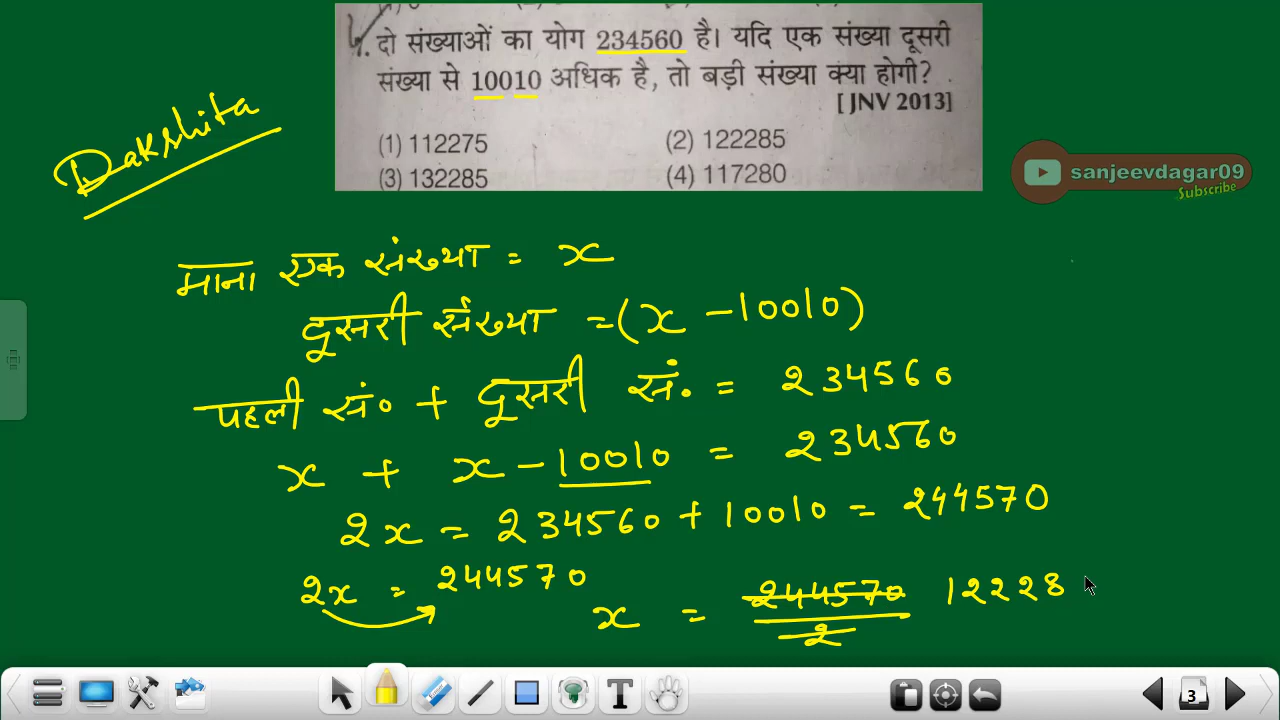 दो संख्याओं का योग 234560 है। यदि एक संख्या दूसरी
संख्या से 10010 अधिक है, तो बड़ी संख्या क्या होगी?
[ JNV 2013]
(1) 112275 (2) 122285
(3) 132285 (4) 117280
Dakshita
sanjeevdagar09
Subscribe
माना एक संख्या = x
दूसरी संख्या = (x - 10010)
पहली सं० + दूसरी सं० = 234560
x + x - 10010 = 234560
2x = 234560 + 10010 = 244570
2x = 244570
x = 244570 / 2 12228
T
3